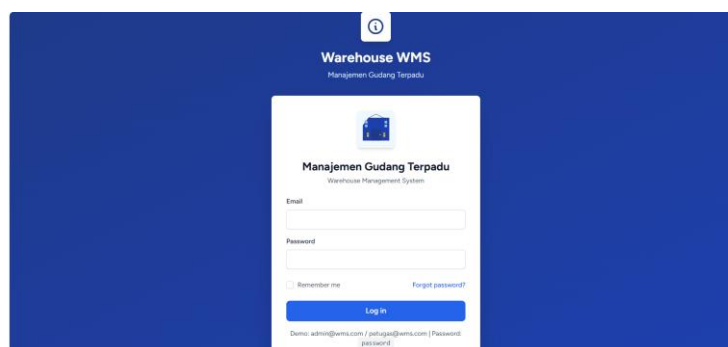 Warehouse WMS
Manajemen Gudang Terpadu
Manajemen Gudang Terpadu
Warehouse Management System
Email
Password
Remember me
Forgot password?
Log in
Demo: admin@wms.com / petugas@wms.com | Password:
password